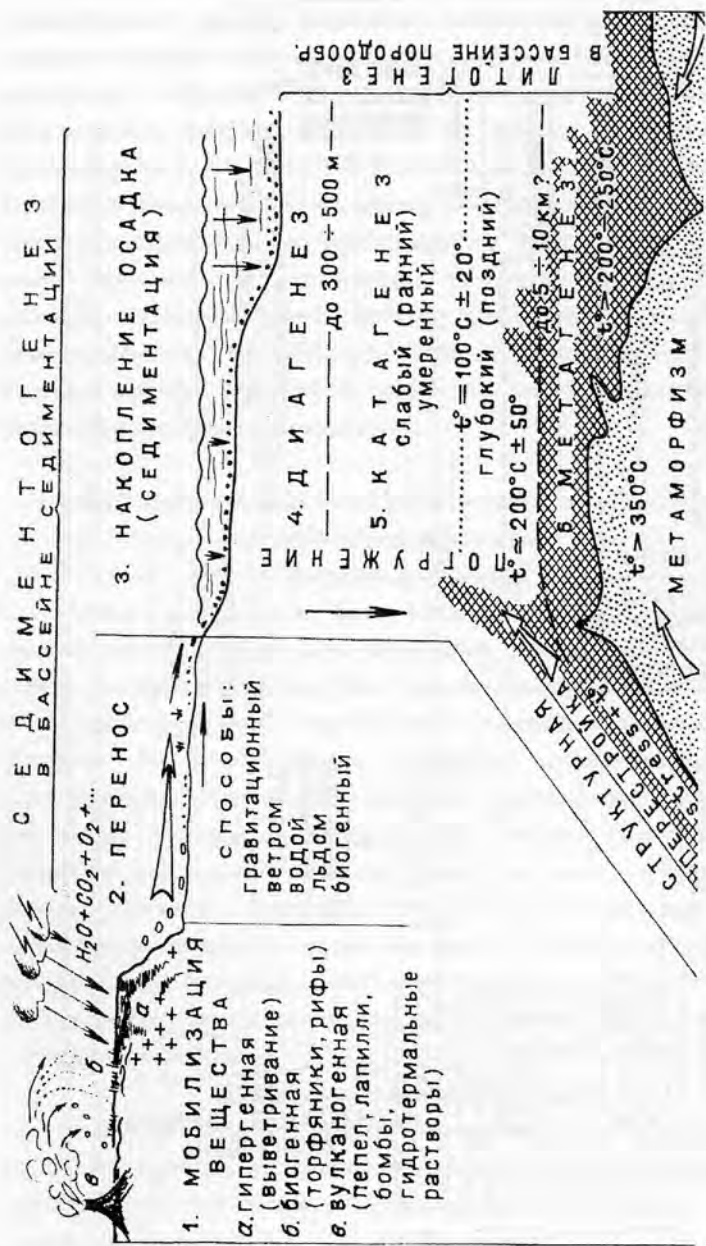 СЕДИМЕНТОГЕНЕЗ
В БАССЕЙНЕ СЕДИМЕНТАЦИИ
H₂O+CO₂+O₂+...
в
б
а
1. МОБИЛИЗАЦИЯ
ВЕЩЕСТВА
а. гипергенная
(выветривание)
б. биогенная
(торфяники, рифы)
в. вулканогенная
(пепел, лапилли,
бомбы,
гидротермальные
растворы)
2. ПЕРЕНОС
СПОСОБЫ:
гравитационный
ветром
водой
льдом
биогенный
3. НАКОПЛЕНИЕ ОСАДКА
(СЕДИМЕНТАЦИЯ)
ПОГРУЖЕНИЕ
4. ДИАГЕНЕЗ
до 300÷500 м
5. КАТАГЕНЕЗ
слабый (ранний)
умеренный
t°=100°C±20°
глубокий (поздний)
t°=200°C±50°
до 5÷10 км?
6 МЕТАГЕНЕЗ
t°>200°-250°C
t°>350°C
МЕТАМОРФИЗМ
СТРУКТУРНАЯ
ПЕРЕСТРОЙКА
stress + t°
ЛИТОГЕНЕЗ
В БАССЕЙНЕ ПОРОДООБР.